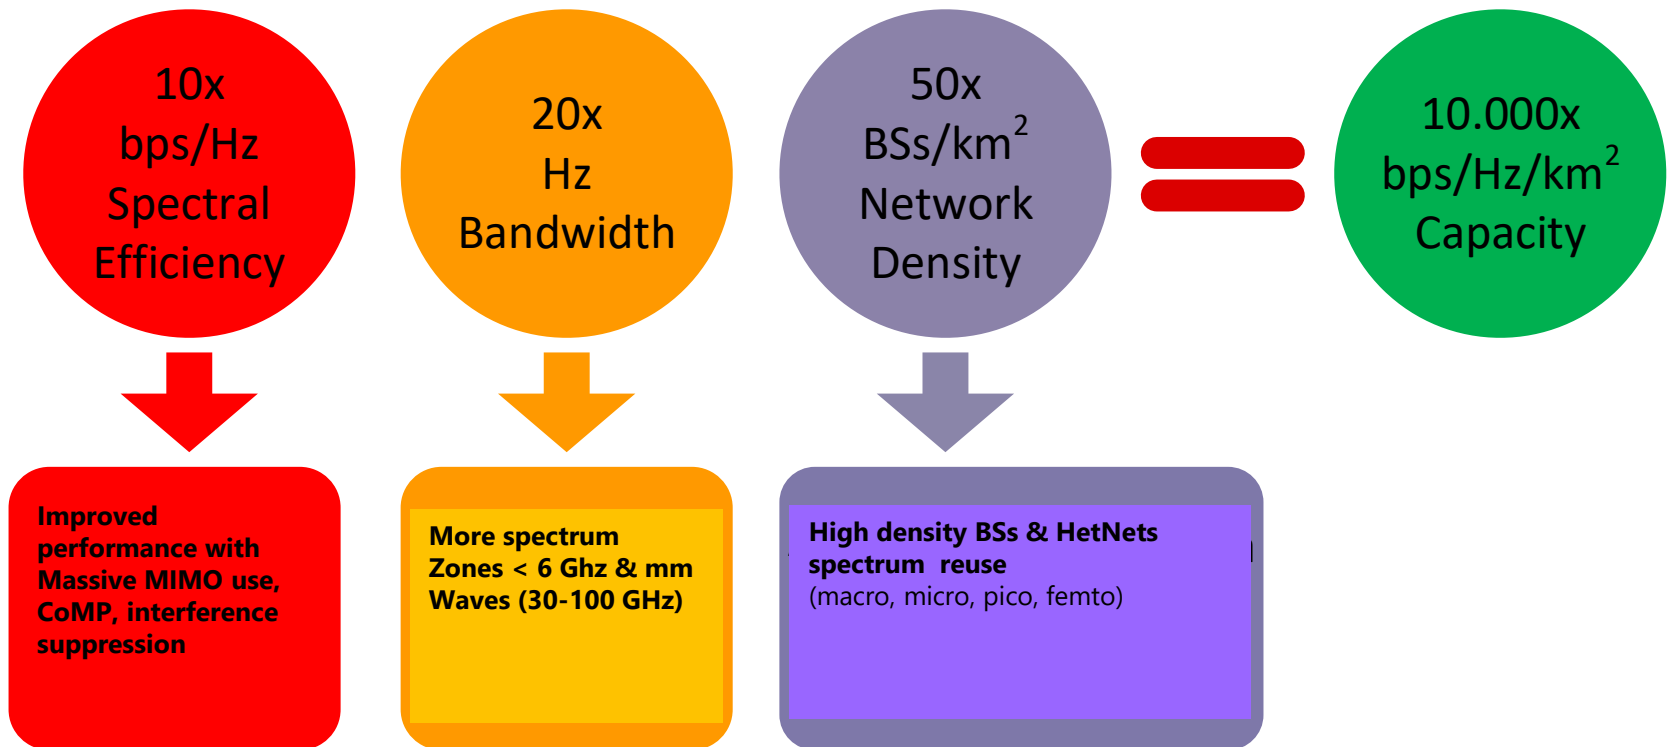 10x
bps/Hz
Spectral
Efficiency
20x
Hz
Bandwidth
50x
BSs/km²
Network
Density
10.000x
bps/Hz/km²
Capacity
Improved
performance with
Massive MIMO use,
CoMP, interference
suppression
More spectrum
Zones < 6 Ghz & mm
Waves (30-100 GHz)
High density BSs & HetNets
spectrum  reuse
(macro, micro, pico, femto)